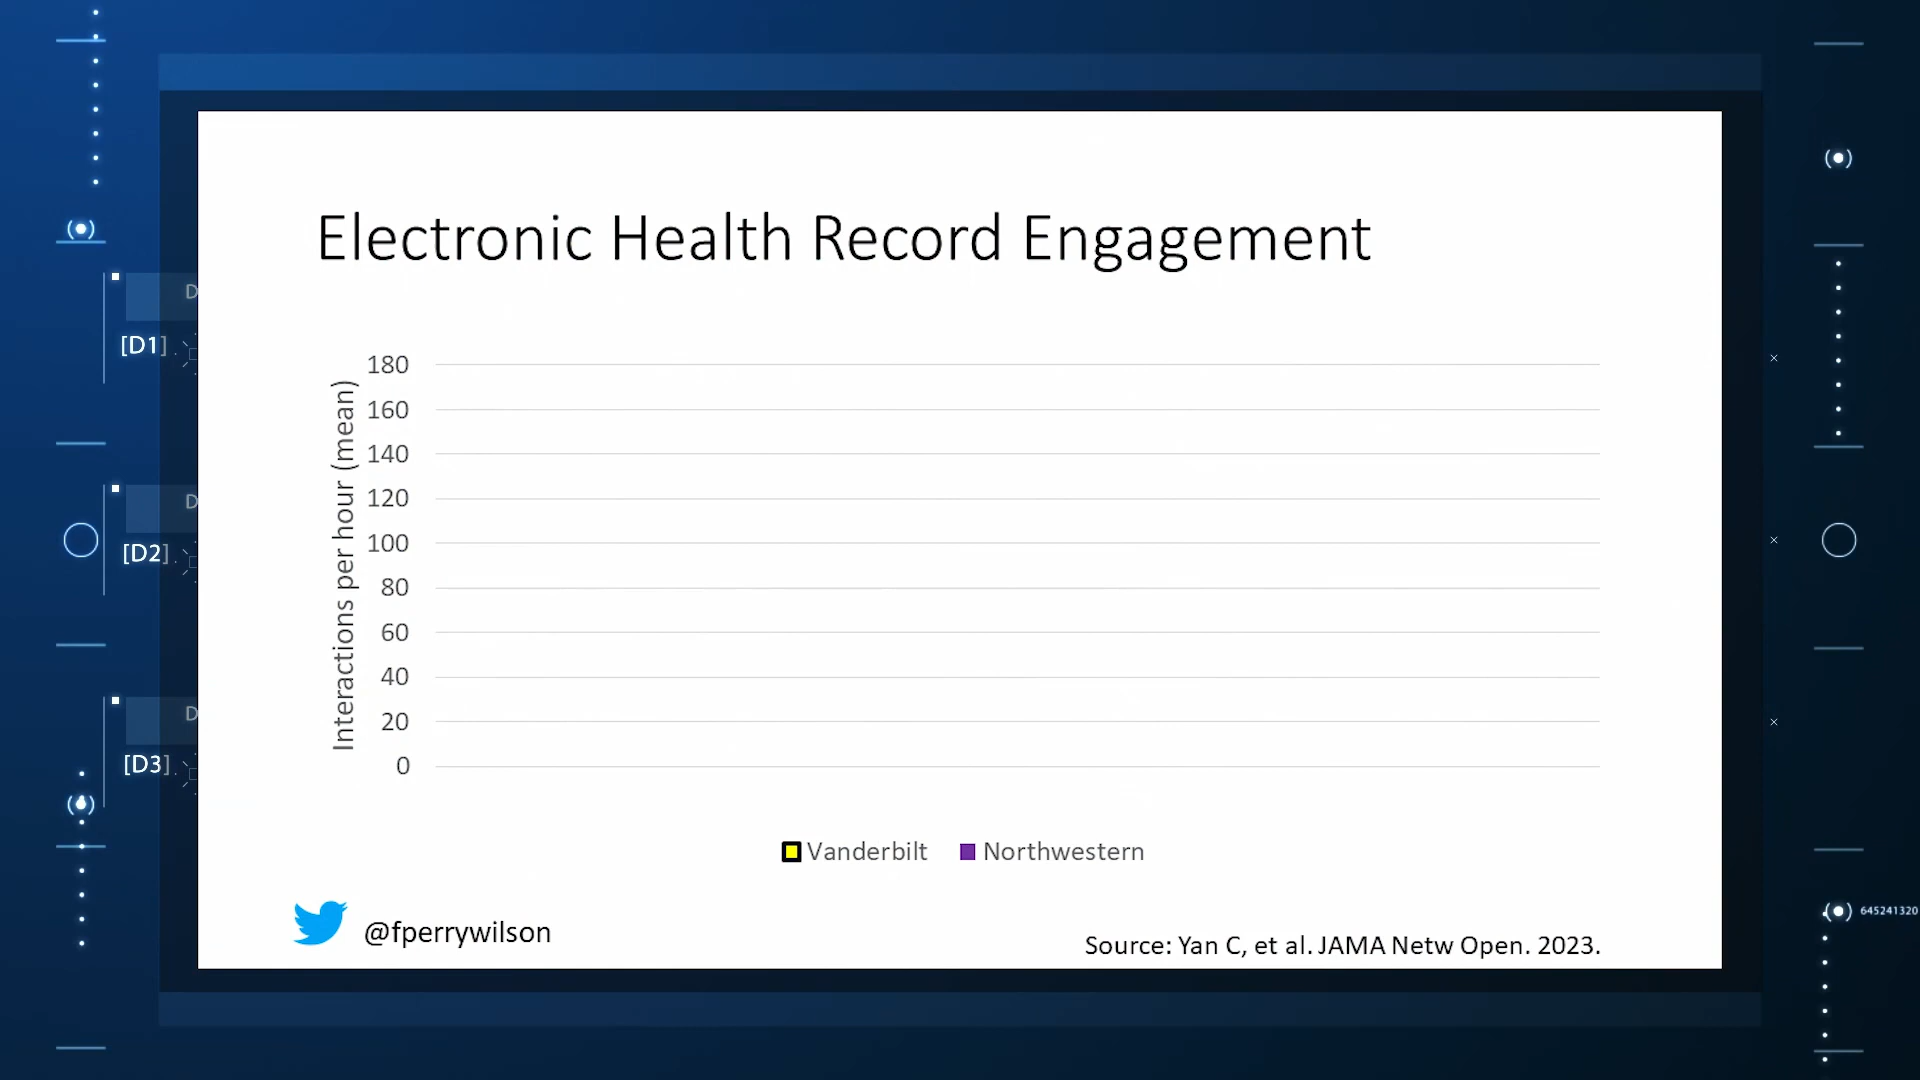 Electronic Health Record Engagement
Interactions per hour (mean)
180
160
140
120
100
80
60
40
20
0
Vanderbilt
Northwestern
@fperrywilson
Source: Yan C, et al. JAMA Netw Open. 2023.
D
[D1]
D
[D2]
D
[D3]
645241320